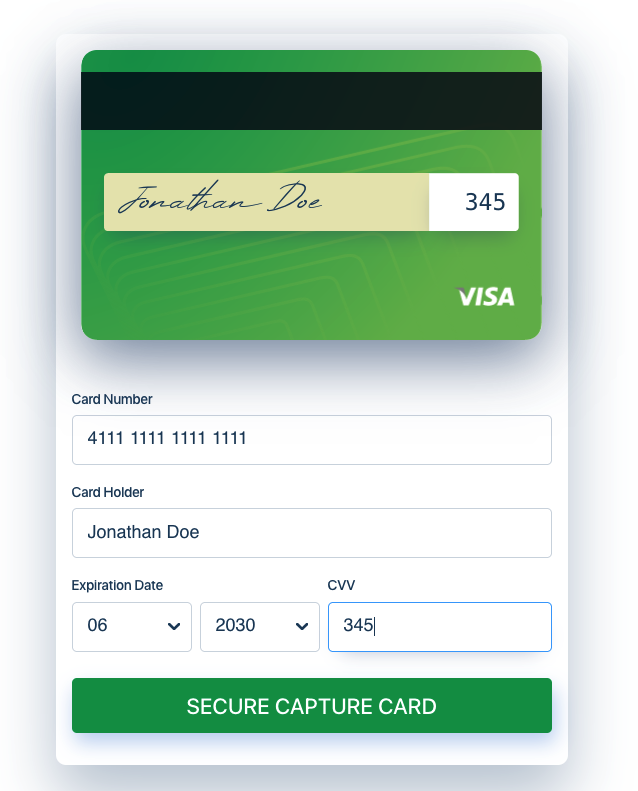 Jonathan Doe
345
VISA
Card Number
4111 1111 1111 1111
Card Holder
Jonathan Doe
Expiration Date
CVV
06
2030
345
SECURE CAPTURE CARD